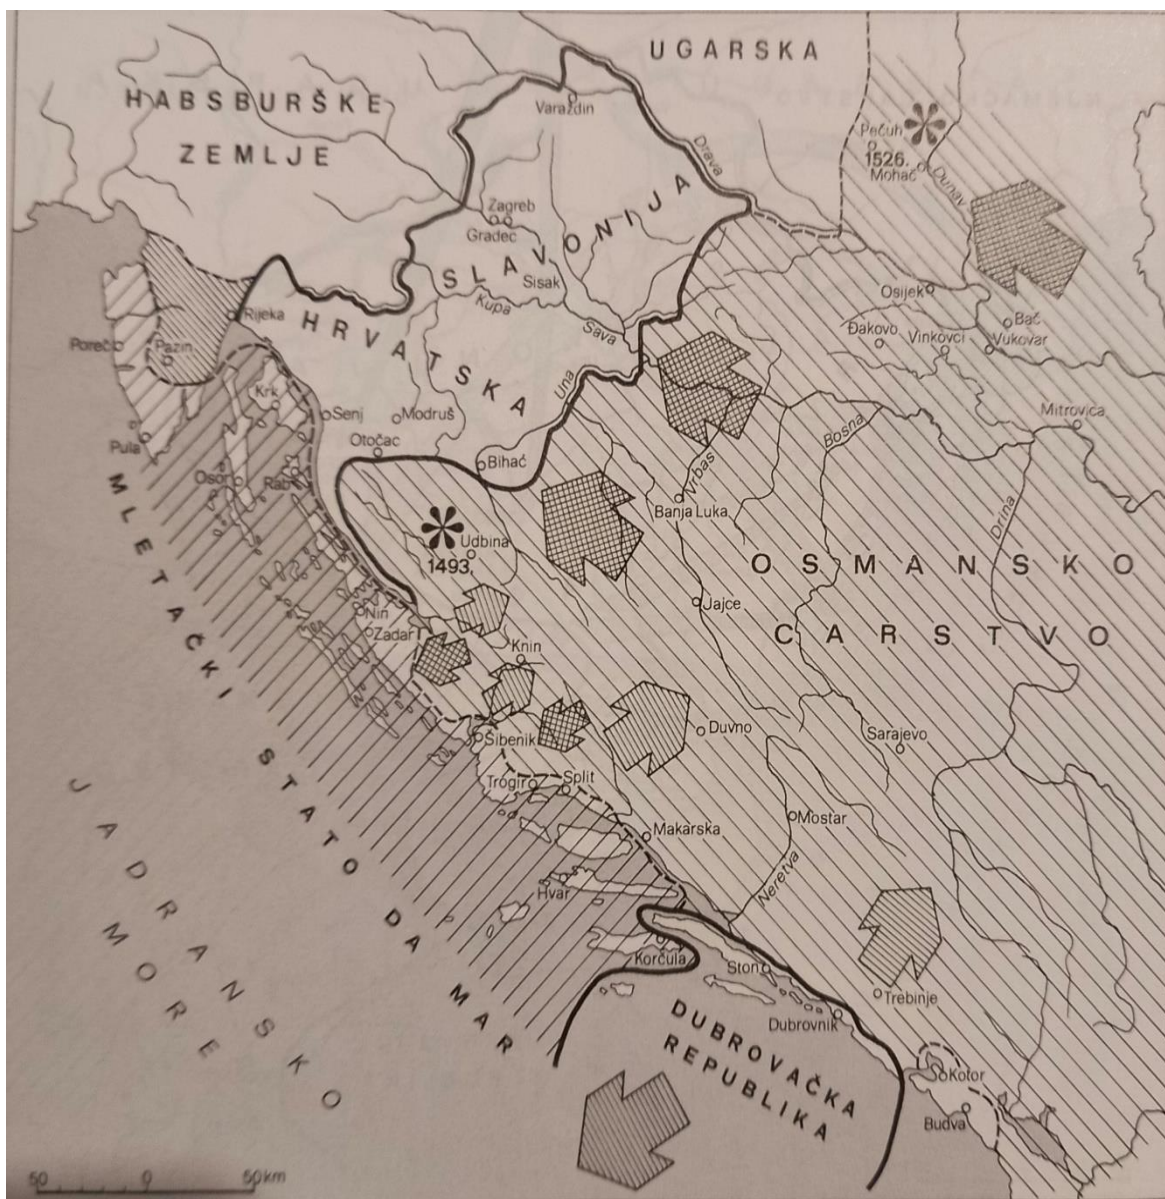 UGARSKA
HABSBURŠKE
ZEMLJE
Varaždin
Drava
Pečuh
1526.
Mohač
Dunav
Zagreb
Gradec
SLAVONIJA
Sisak
Kupa
Sava
Osijek
Bač
Đakovo
Vinkovci
Vukovar
Rijeka
HRVATSKA
Poreč
Pazin
Krk
Senj
Modruš
Una
Mitrovica
Pula
Otočac
Bihać
Bosna
Osor
Rab
Vrbas
Banja Luka
Drina
Udbina
1493.
OSMANSKO
CARSTVO
Jajce
Nin
Zadar
Knin
MLETAČKI STATO DA MAR
Šibenik
Duvno
Sarajevo
Trogir
Split
Makarska
Mostar
Hvar
Neretva
JADRANSKO
MORE
Korčula
Ston
Trebinje
Dubrovnik
DUBROVAČKA
REPUBLIKA
Kotor
Budva
50 0 50 km